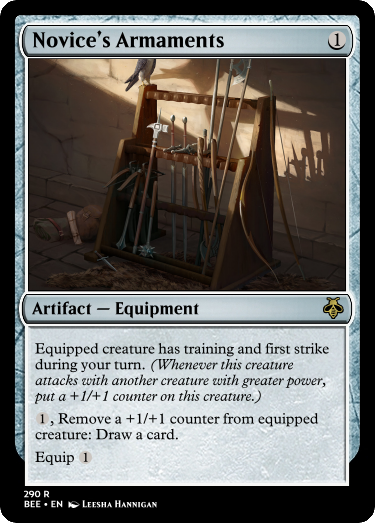 Novice's Armaments 1
Artifact — Equipment
Equipped creature has training and first strike
during your turn. (Whenever this creature
attacks with another creature with greater power,
put a +1/+1 counter on this creature.)
1 , Remove a +1/+1 counter from equipped
creature: Draw a card.
Equip 1
290 R
BEE • EN Leesha Hannigan